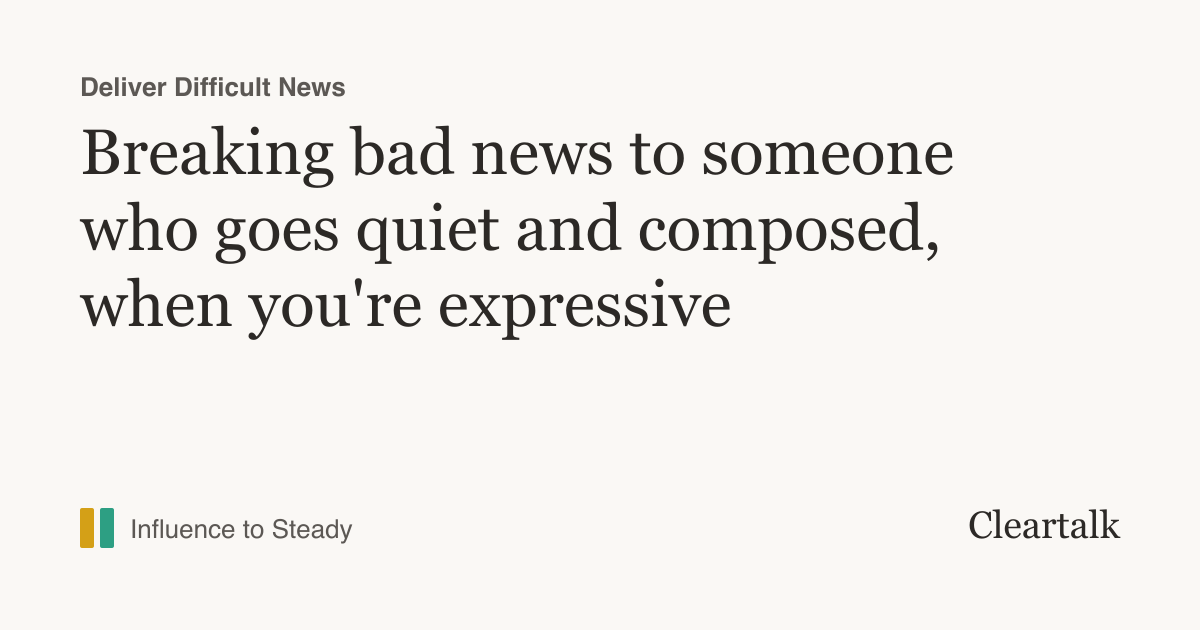 Deliver Difficult News
Breaking bad news to someone
who goes quiet and composed,
when you're expressive
Influence to Steady
Cleartalk